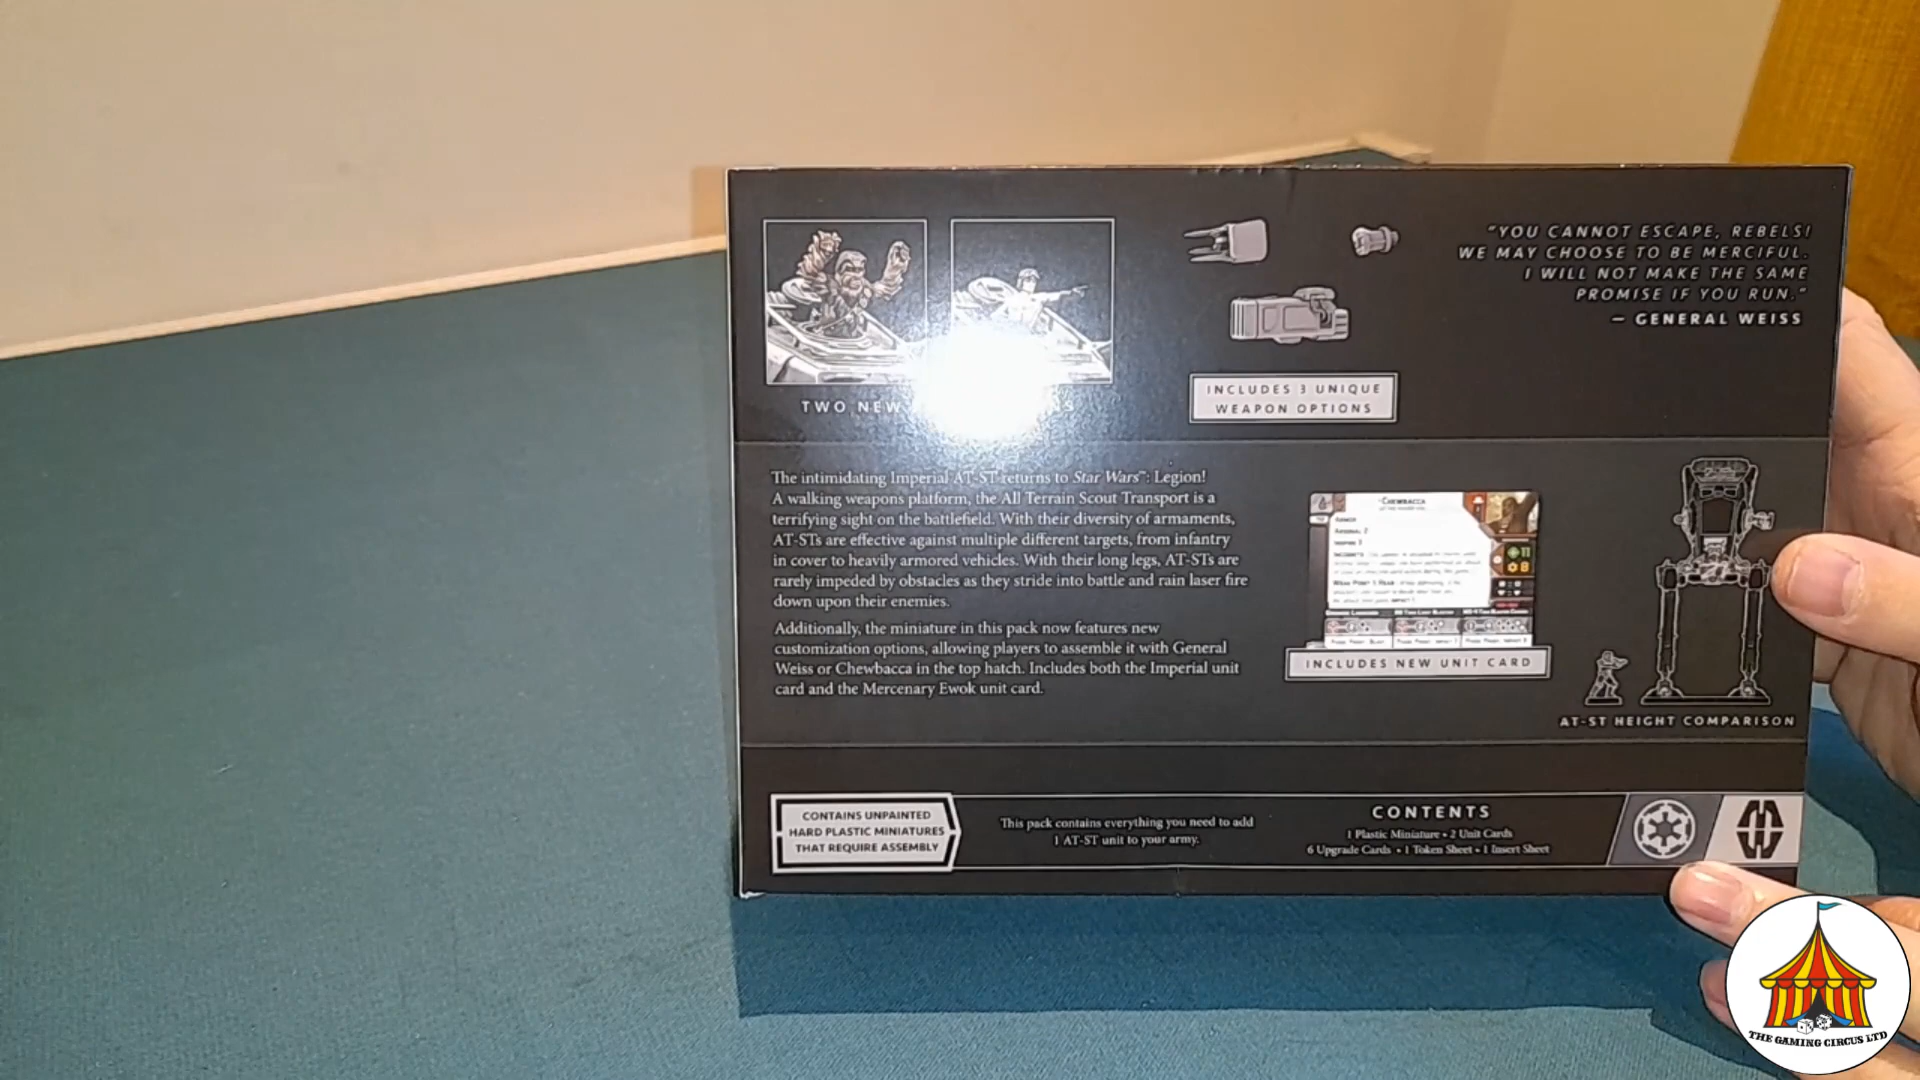 "YOU CANNOT ESCAPE, REBELS!
WE MAY CHOOSE TO BE MERCIFUL.
I WILL NOT MAKE THE SAME
PROMISE IF YOU RUN."
— GENERAL WEISS
TWO NEW
INCLUDES 3 UNIQUE
WEAPON OPTIONS
The intimidating Imperial AT-ST returns to Star Wars™: Legion!
A walking weapons platform, the All Terrain Scout Transport is a
terrifying sight on the battlefield. With their diversity of armaments,
AT-STs are effective against multiple different targets, from infantry
in cover to heavily armored vehicles. With their long legs, AT-STs are
rarely impeded by obstacles as they stride into battle and rain laser fire
down upon their enemies.
Additionally, the miniature in this pack now features new
customization options, allowing players to assemble it with General
Weiss or Chewbacca in the top hatch. Includes both the Imperial unit
card and the Mercenary Ewok unit card.
CHEWBACCA
ARMOR
ARSENAL 2
11
8
INCLUDES NEW UNIT CARD
AT-ST HEIGHT COMPARISON
CONTAINS UNPAINTED
HARD PLASTIC MINIATURES
THAT REQUIRE ASSEMBLY
This pack contains everything you need to add
1 AT-ST unit to your army.
CONTENTS
1 Plastic Miniature • 2 Unit Cards
6 Upgrade Cards • 1 Token Sheet • 1 Insert Sheet
THE GAMING CIRCUS LTD